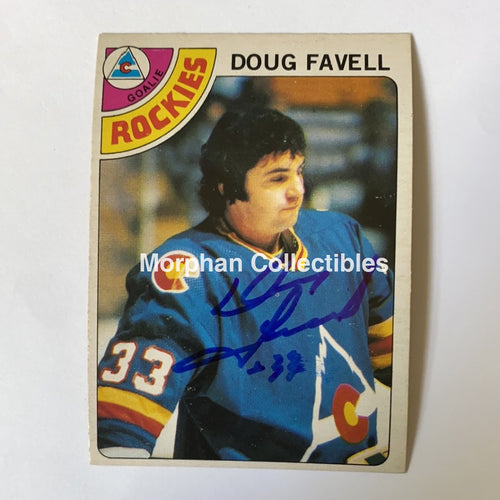 DOUG FAVELL
GOALIE
ROCKIES
Morphan Collectibles
33